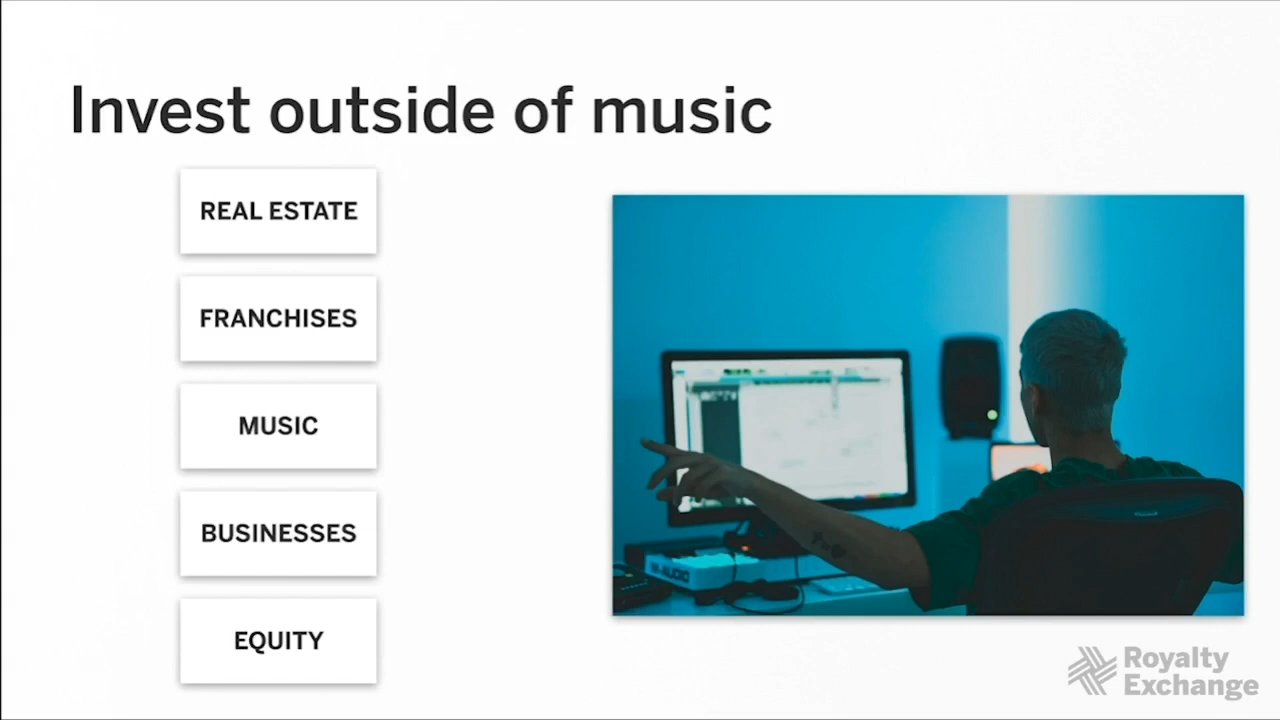 Invest outside of music
REAL ESTATE
FRANCHISES
MUSIC
BUSINESSES
EQUITY
Royalty
Exchange